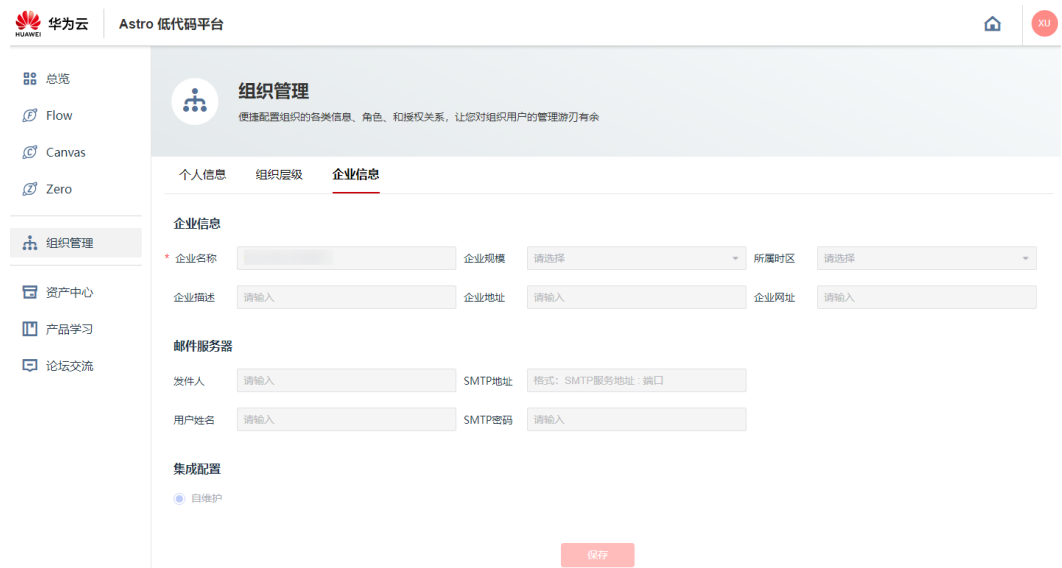 HUAWEI
华为云
Astro 低代码平台
XU
总览
Flow
Canvas
Zero
组织管理
资产中心
产品学习
论坛交流
组织管理
便捷配置组织的各类信息、角色、和授权关系，让您对组织用户的管理游刃有余
个人信息 组织层级 企业信息
企业信息
* 企业名称 企业规模 请选择 所属时区 请选择
企业描述 请输入 企业地址 请输入 企业网址 请输入
邮件服务器
发件人 请输入 SMTP地址 格式：SMTP服务地址 : 端口
用户姓名 请输入 SMTP密码 请输入
集成配置
自维护
保存